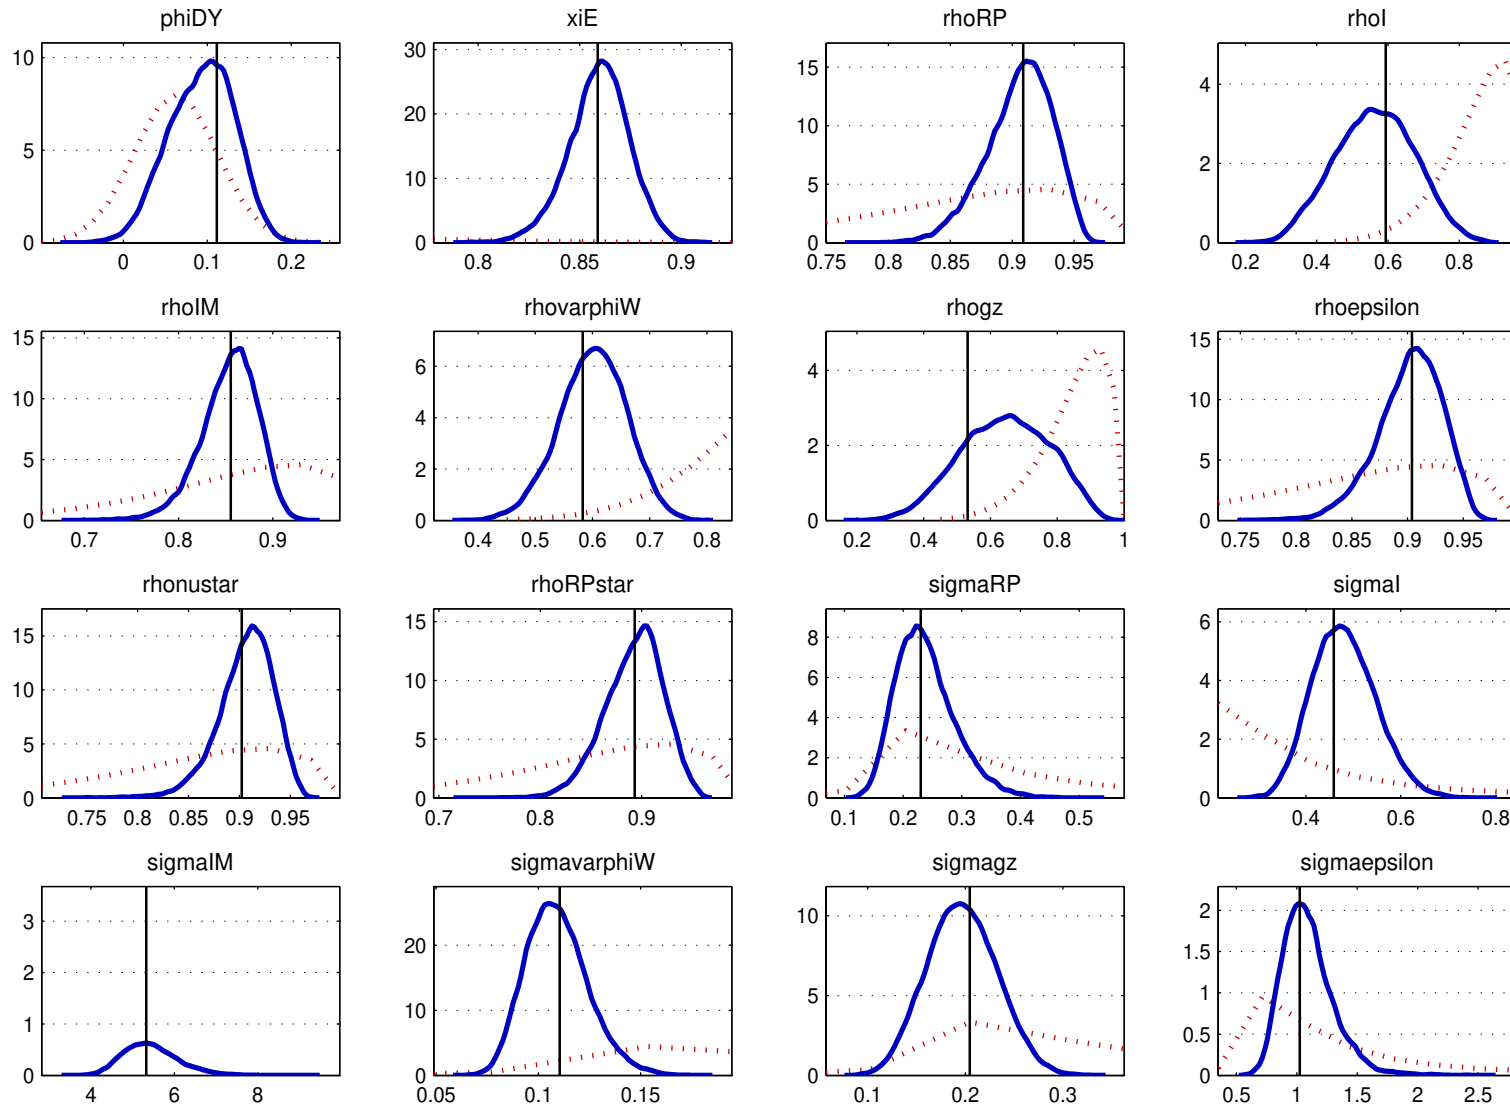 phiDY
xiE
rhoRP
rhoI
10
5
0
0 0.1 0.2
30
20
10
0
0.8 0.85 0.9
15
10
5
0
0.75 0.8 0.85 0.9 0.95
4
2
0
0.2 0.4 0.6 0.8
rhoIM
rhovarphiW
rhogz
rhoepsilon
15
10
5
0
0.7 0.8 0.9
6
4
2
0
0.4 0.5 0.6 0.7 0.8
4
2
0
0.2 0.4 0.6 0.8 1
15
10
5
0
0.75 0.8 0.85 0.9 0.95
rhonustar
rhoRPstar
sigmaRP
sigmaI
15
10
5
0
0.75 0.8 0.85 0.9 0.95
15
10
5
0
0.7 0.8 0.9
8
6
4
2
0
0.1 0.2 0.3 0.4 0.5
6
4
2
0
0.4 0.6 0.8
sigmaIM
sigmavarphiW
sigmagz
sigmaepsilon
3
2
1
0
4 6 8
20
10
0
0.05 0.1 0.15
10
5
0
0.1 0.2 0.3
2
1.5
1
0.5
0
0.5 1 1.5 2 2.5